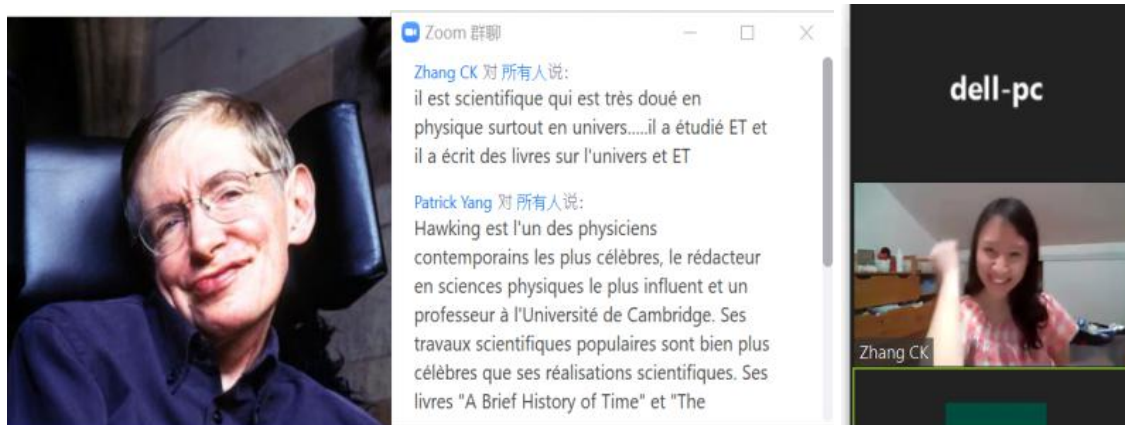 Zoom 群聊
Zhang CK 对 所有人说:
il est scientifique qui est très doué en
physique surtout en univers.....il a étudié ET et
il a écrit des livres sur l'univers et ET
Patrick Yang 对 所有人说:
Hawking est l'un des physiciens
contemporains les plus célèbres, le rédacteur
en sciences physiques le plus influent et un
professeur à l'Université de Cambridge. Ses
travaux scientifiques populaires sont bien plus
célèbres que ses réalisations scientifiques. Ses
livres "A Brief History of Time" et "The
dell-pc
Zhang CK